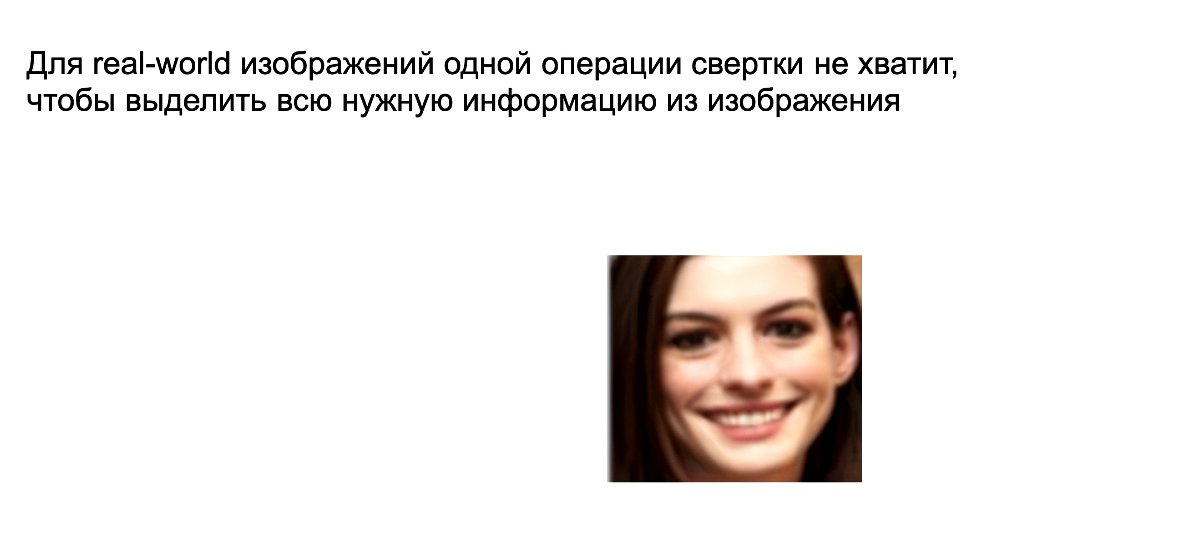 Для real-world изображений одной операции свертки не хватит,
чтобы выделить всю нужную информацию из изображения